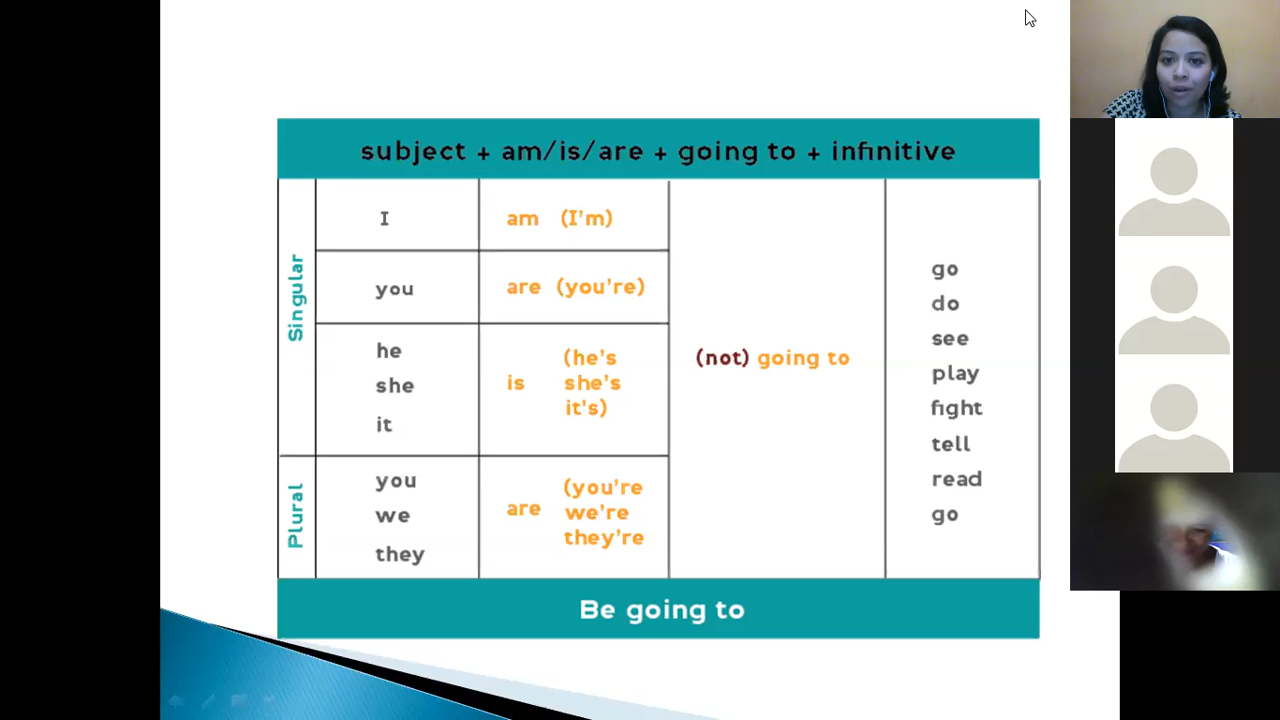 subject + am/is/are + going to + infinitive
Singular
I
am (I'm)
you
are (you're)
he
she
it
is
(he's
she's
it's)
Plural
you
we
they
are
(you're
we're
they're
(not) going to
go
do
see
play
fight
tell
read
go
Be going to